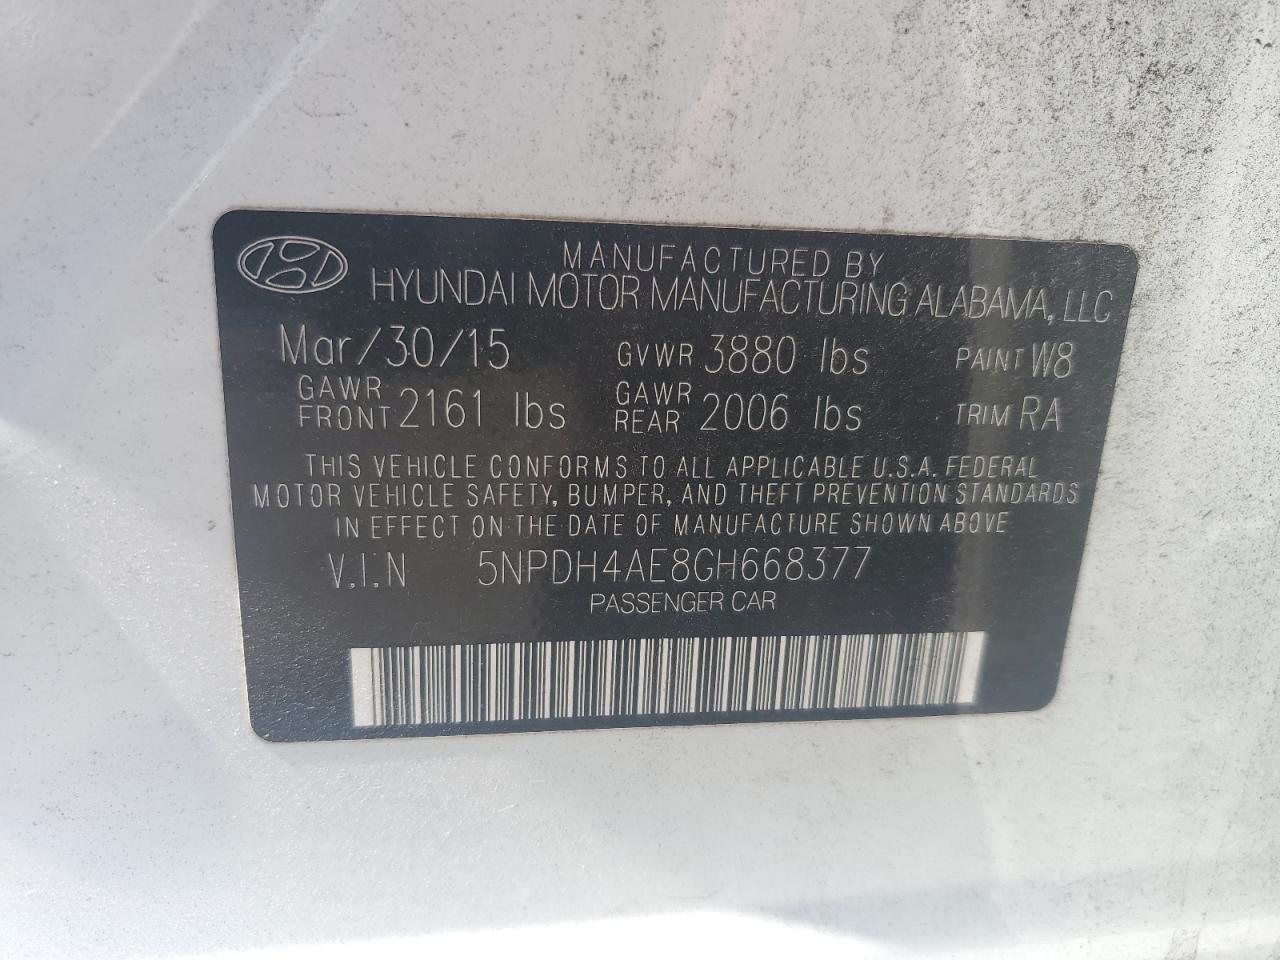 MANUFACTURED BY
HYUNDAI MOTOR MANUFACTURING ALABAMA, LLC
Mar/30/15 GVWR 3880 lbs PAINT W8
GAWR FRONT 2161 lbs GAWR REAR 2006 lbs TRIM RA
THIS VEHICLE CONFORMS TO ALL APPLICABLE U.S.A. FEDERAL
MOTOR VEHICLE SAFETY, BUMPER, AND THEFT PREVENTION STANDARDS
IN EFFECT ON THE DATE OF MANUFACTURE SHOWN ABOVE
V.I.N 5NPDH4AE8GH668377
PASSENGER CAR